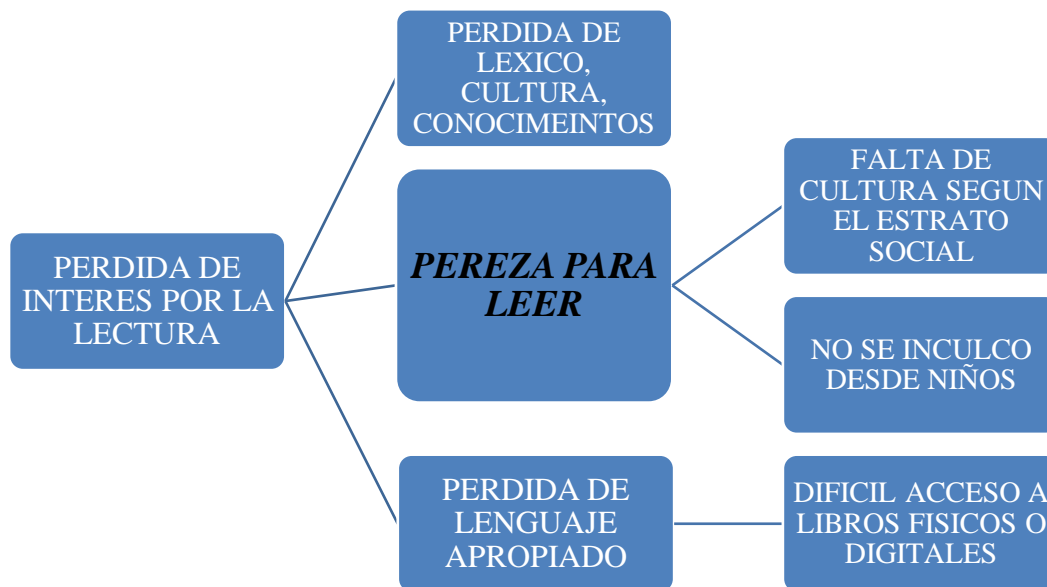 PERDIDA DE
INTERES POR LA
LECTURA
PERDIDA DE
LEXICO,
CULTURA,
CONOCIMEINTOS
PEREZA PARA
LEER
FALTA DE
CULTURA SEGUN
EL ESTRATO
SOCIAL
NO SE INCULCO
DESDE NIÑOS
PERDIDA DE
LENGUAJE
APROPIADO
DIFICIL ACCESO A
LIBROS FISICOS O
DIGITALES